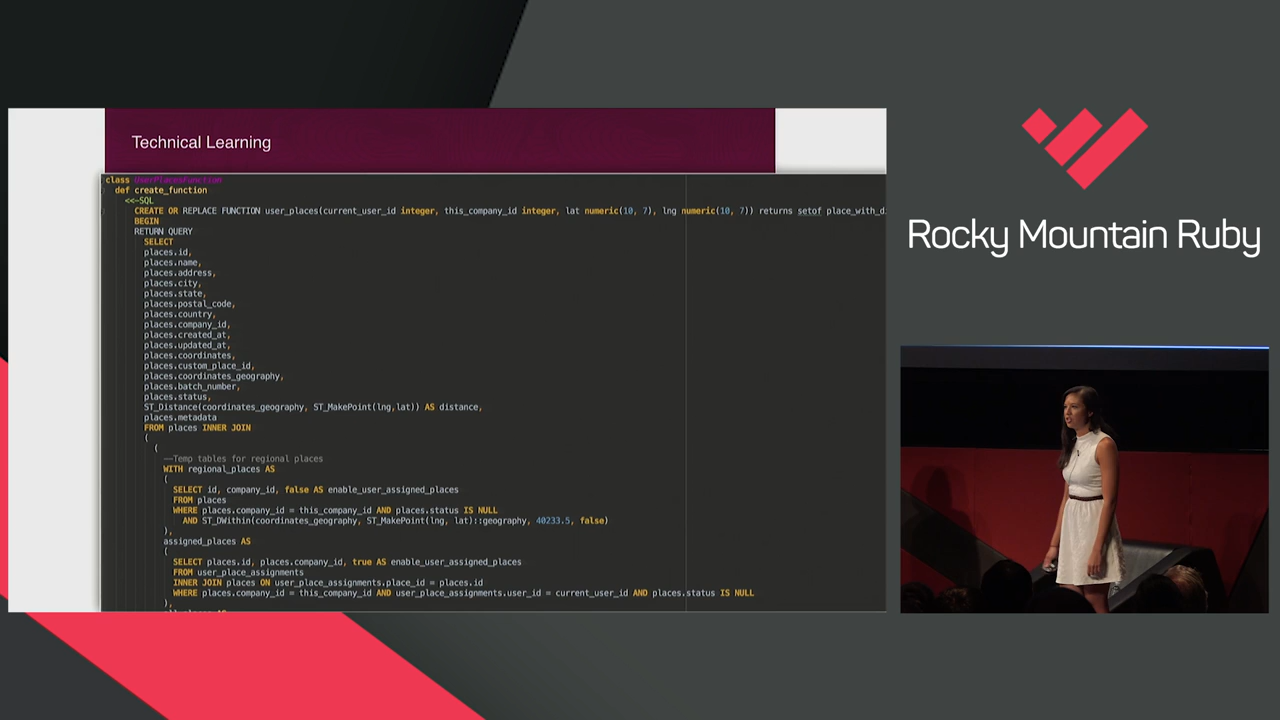 Technical Learning
class UserPlacesFunction
def create_function
<<-SQL
CREATE OR REPLACE FUNCTION user_places(current_user_id integer, this_company_id integer, lat numeric(10, 7), lng numeric(10, 7)) returns setof place_with_d
BEGIN
RETURN QUERY
SELECT
places.id,
places.name,
places.address,
places.city,
places.state,
places.postal_code,
places.country,
places.company_id,
places.created_at,
places.updated_at,
places.coordinates,
places.custom_place_id,
places.coordinates_geography,
places.batch_number,
places.status,
ST_Distance(coordinates_geography, ST_MakePoint(lng,lat)) AS distance,
places.metadata
FROM places INNER JOIN
(
(
--Temp tables for regional places
WITH regional_places AS
(
SELECT id, company_id, false AS enable_user_assigned_places
FROM places
WHERE places.company_id = this_company_id AND places.status IS NULL
AND ST_DWithin(coordinates_geography, ST_MakePoint(lng, lat)::geography, 40233.5, false)
),
assigned_places AS
(
SELECT places.id, places.company_id, true AS enable_user_assigned_places
FROM user_place_assignments
INNER JOIN places ON user_place_assignments.place_id = places.id
WHERE places.company_id = this_company_id AND user_place_assignments.user_id = current_user_id AND places.status IS NULL
),
Rocky Mountain Ruby